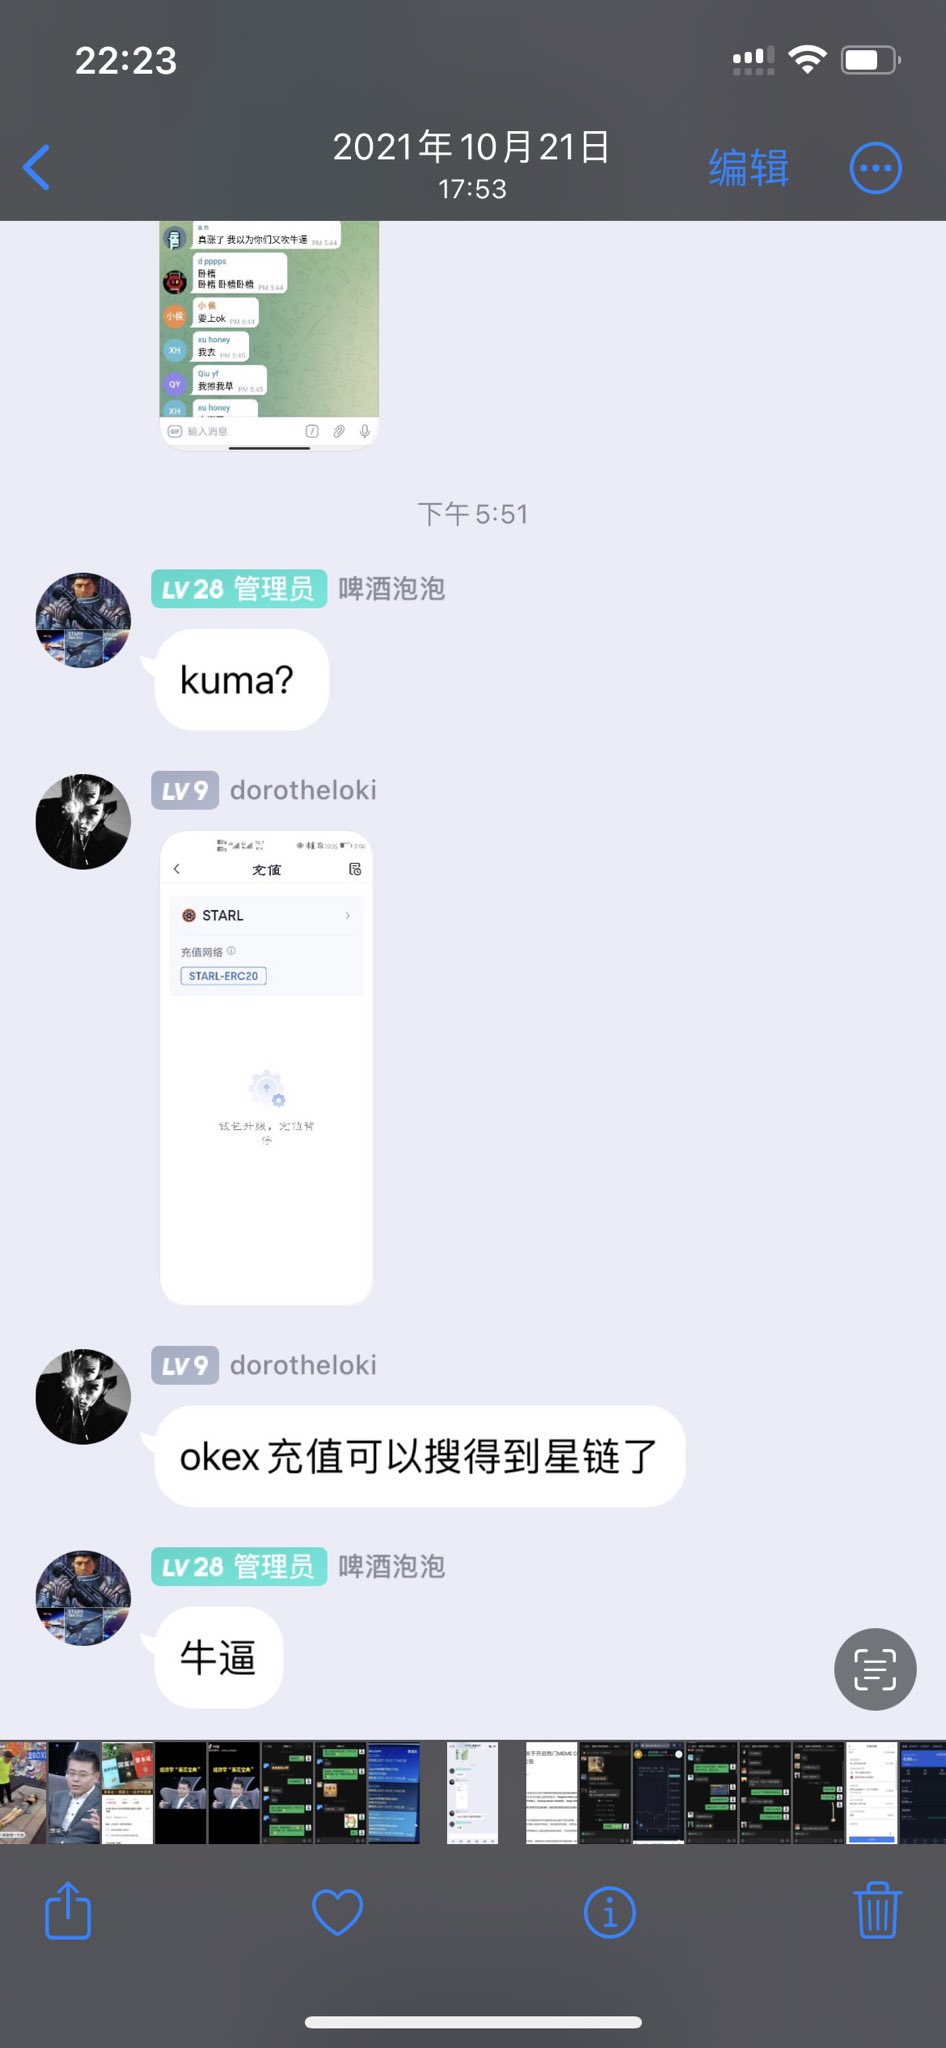 22:23
2021年10月21日
17:53
编辑
a n
真涨了 我以为你们又吹牛逼 PM 5:44
d pppps
卧槽
卧槽 卧槽卧槽 PM 5:44
小侯
小 侯
要上ok PM 5:44
XH
xu honey
我去 PM 5:45
QY
Qiu yf
我擦我草 PM 5:45
XH
xu honey
GIF 输入消息
下午 5:51
LV 28 管理员 啤酒泡泡
kuma?
LV 9 dorotheloki
充值
STARL
充值网络
STARL-ERC20
钱包升级，充值暂
停
LV 9 dorotheloki
okex 充值可以搜得到星链了
LV 28 管理员 啤酒泡泡
牛逼